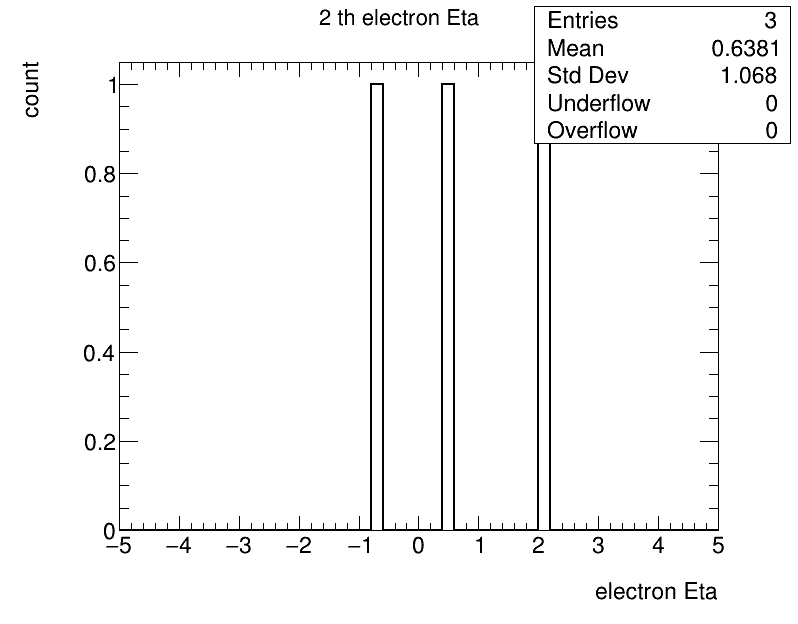 2 th electron Eta
Entries 3
Mean 0.6381
Std Dev 1.068
Underflow 0
Overflow 0
count
1
0.8
0.6
0.4
0.2
0
−5 −4 −3 −2 −1 0 1 2 3 4 5
electron Eta